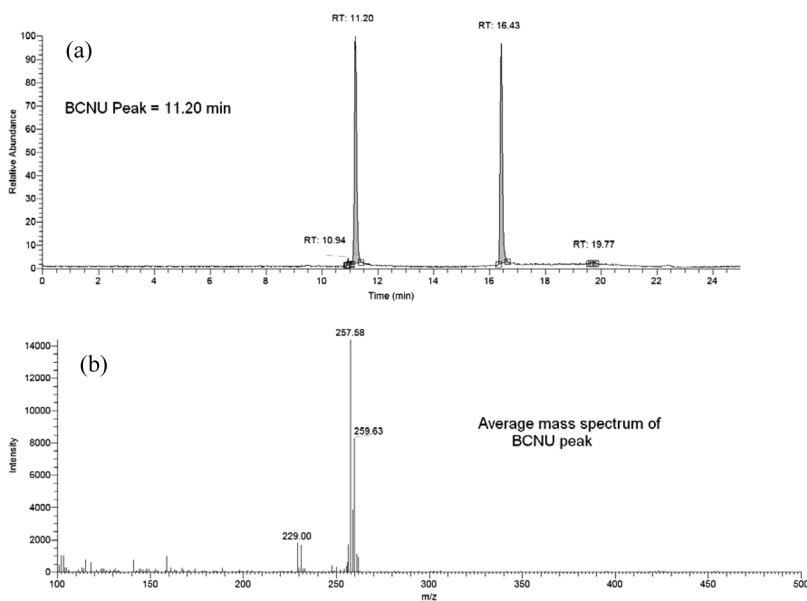 (a)
RT: 11.20
RT: 16.43
BCNU Peak = 11.20 min
RT: 10.94
RT: 19.77
Relative Abundance
100
90
80
70
60
50
40
30
20
10
0
0 2 4 6 8 10 12 14 16 18 20 22 24
Time (min)
(b)
257.58
259.63
229.00
Average mass spectrum of
BCNU peak
Intensity
14000
12000
10000
8000
6000
4000
2000
0
100 150 200 250 300 350 400 450 500
m/z